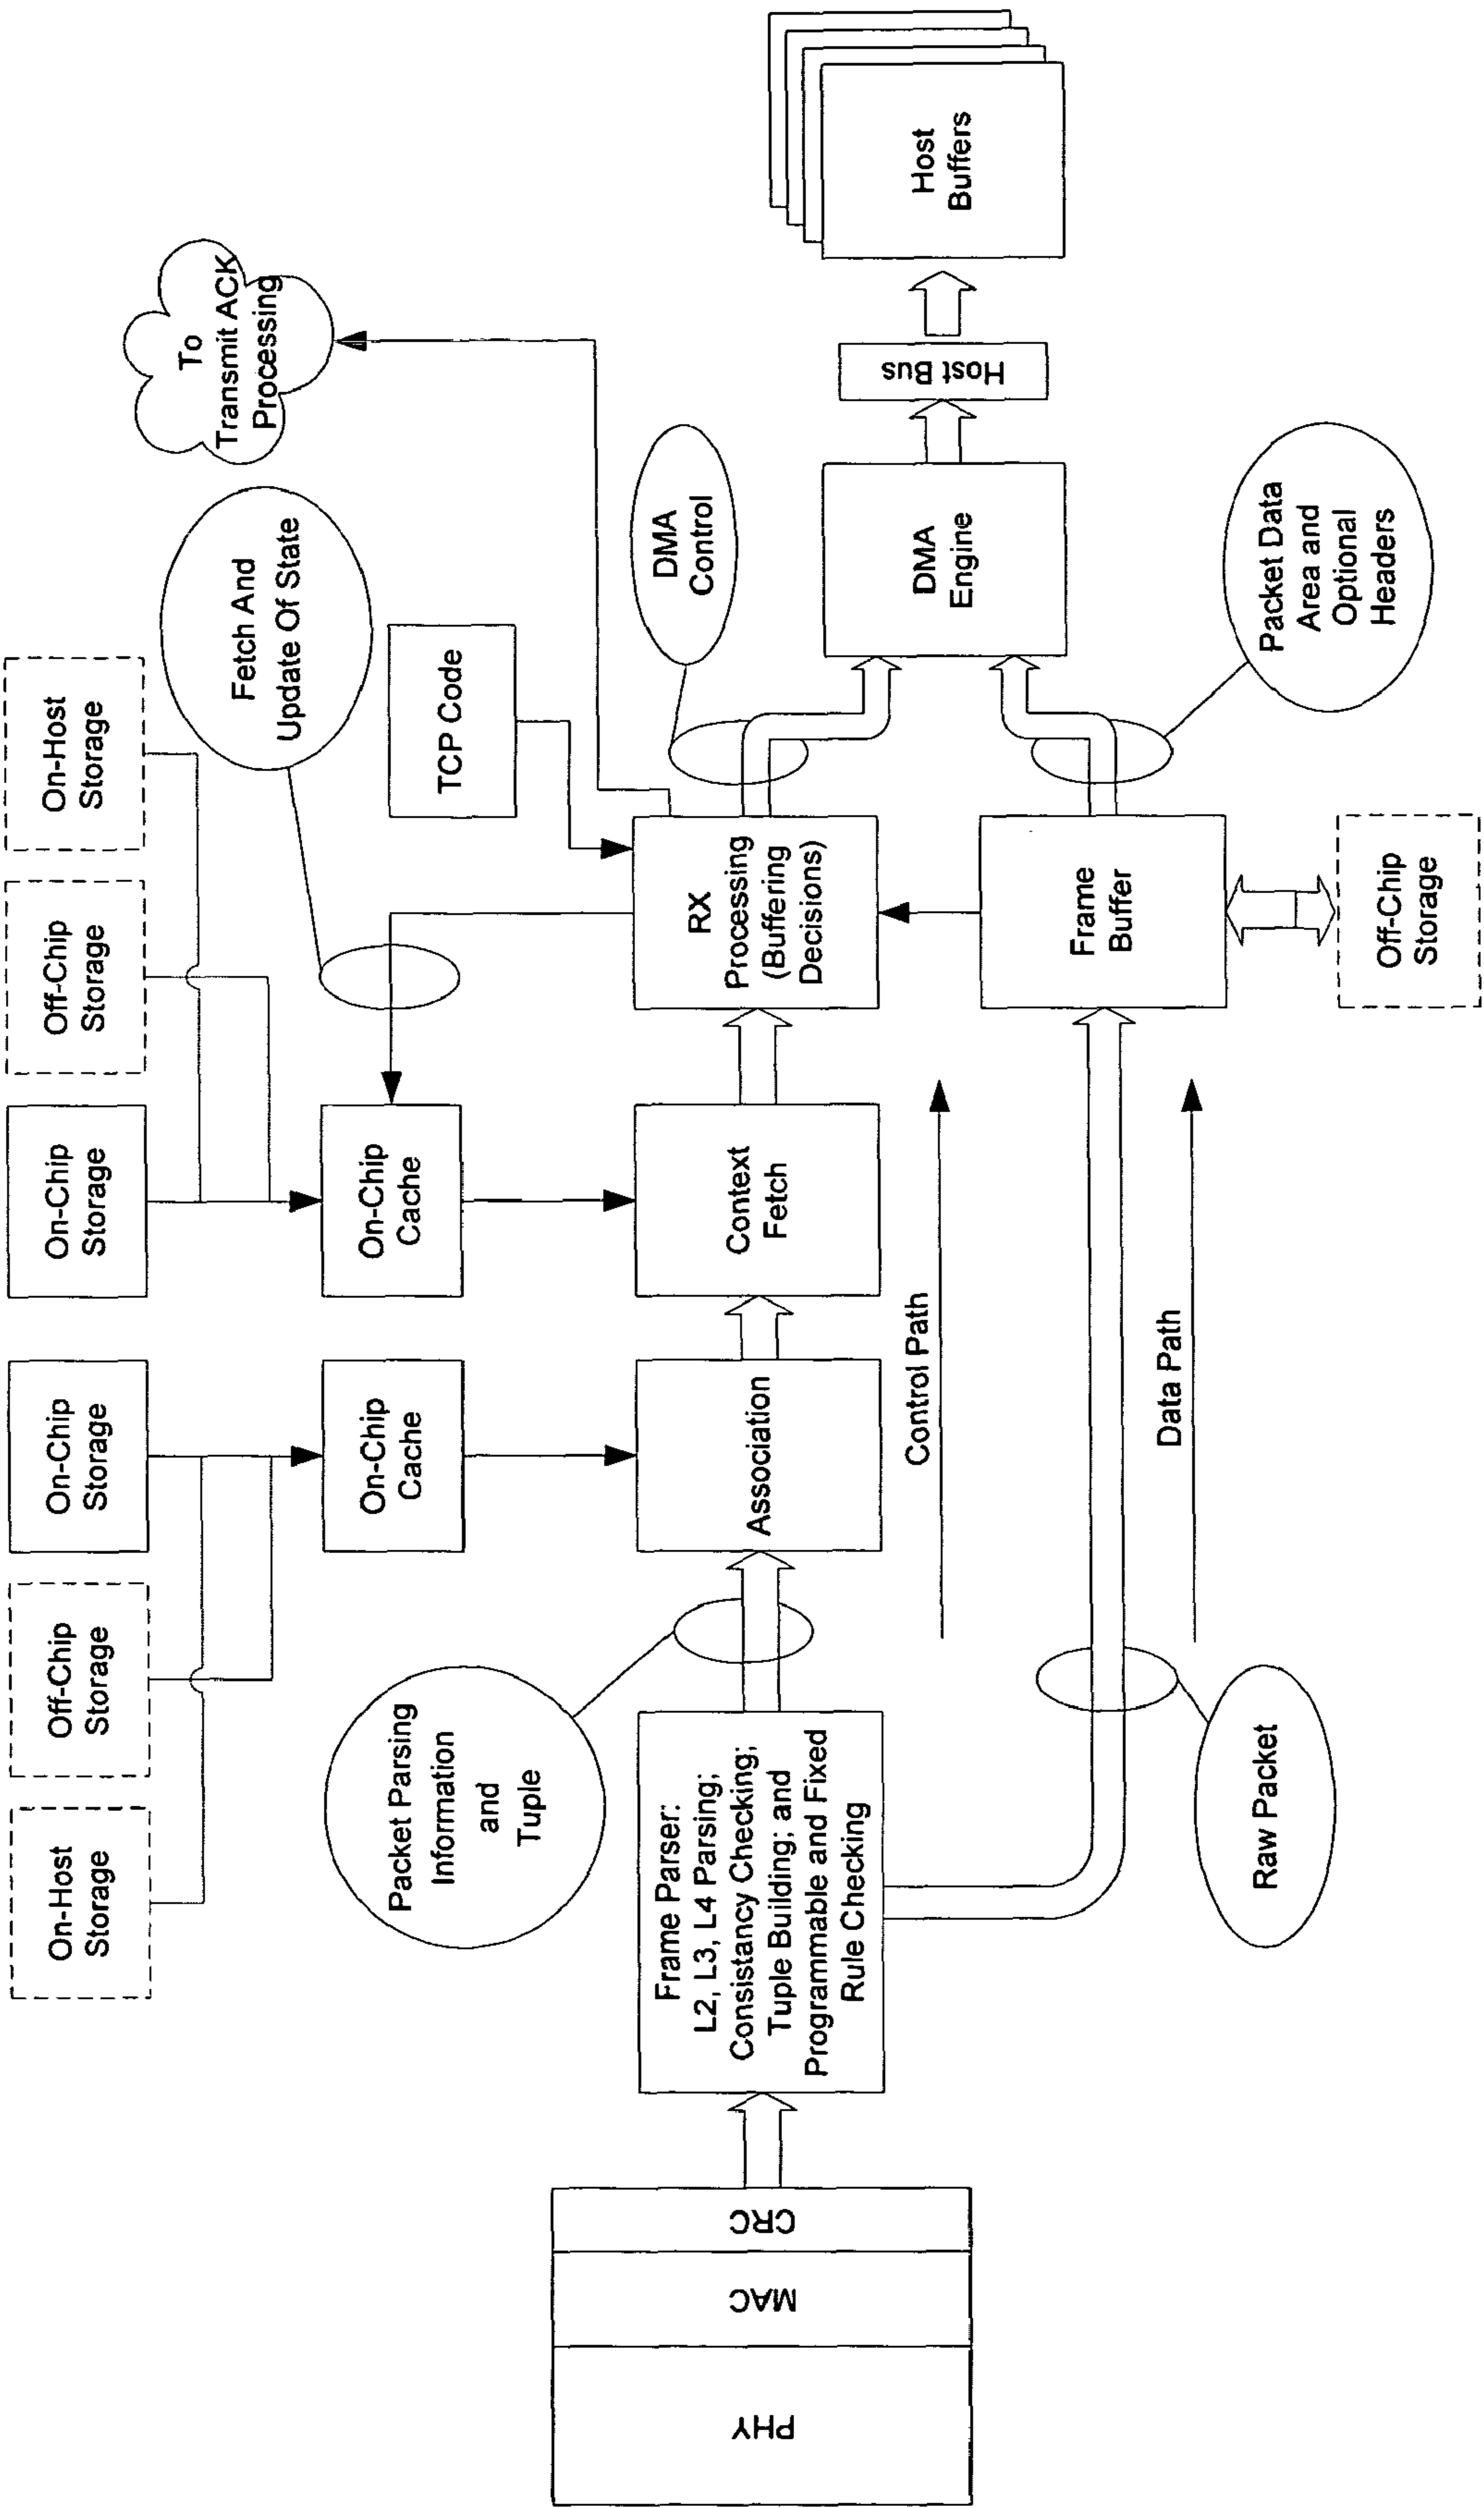 On-Host
Storage
Off-Chip
Storage
On-Chip
Storage
On-Chip
Storage
Off-Chip
Storage
On-Host
Storage
Fetch And
Update Of State
To
Transmit ACK
Processing
On-Chip
Cache
On-Chip
Cache
TCP Code
Packet Parsing
Information
and
Tuple
DMA
Control
PHY
MAC
CRC
Frame Parser:
L2, L3, L4 Parsing;
Consistancy Checking;
Tuple Building; and
Programmable and Fixed
Rule Checking
Association
Context
Fetch
RX
Processing
(Buffering
Decisions)
DMA
Engine
Host Bus
Host
Buffers
Control Path
Frame
Buffer
Data Path
Raw Packet
Packet Data
Area and
Optional
Headers
Off-Chip
Storage